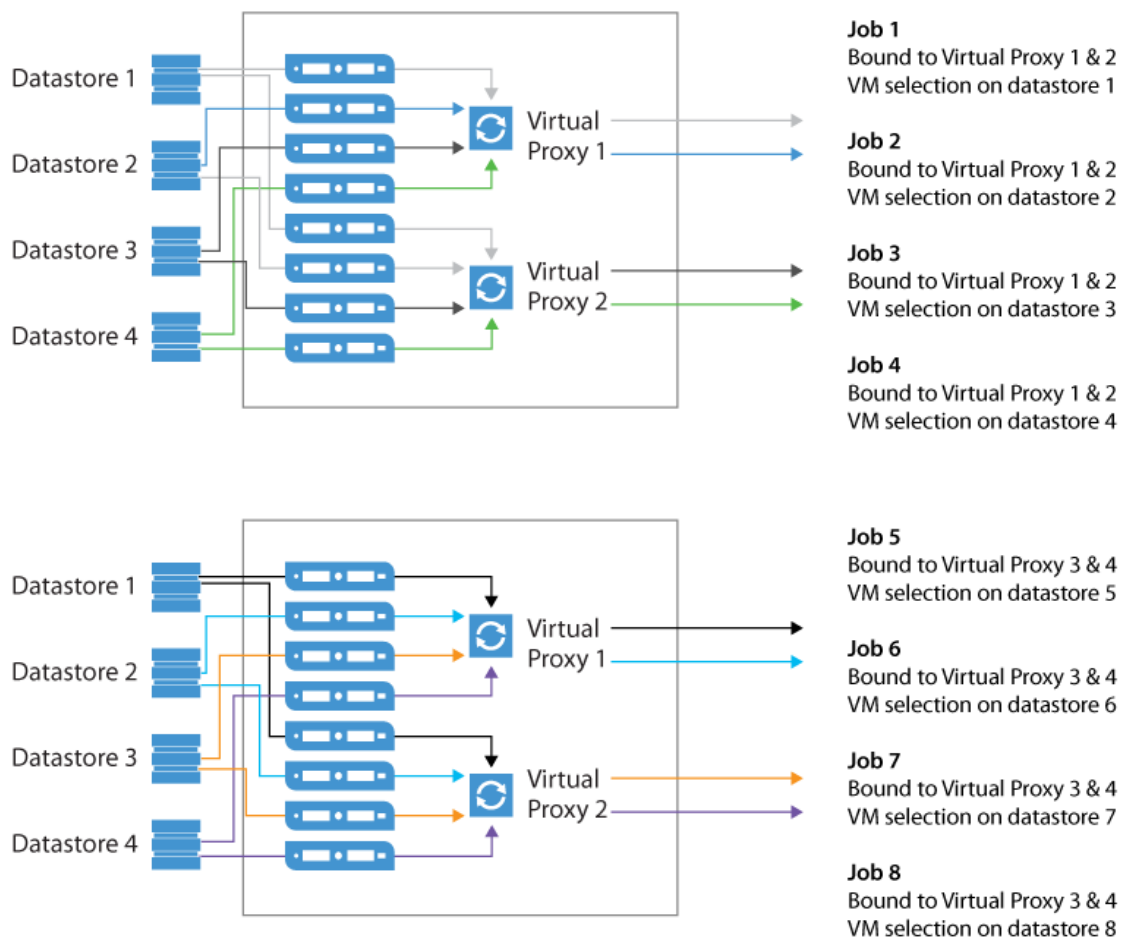 Datastore 1
Datastore 2
Datastore 3
Datastore 4
Virtual
Proxy 1
Virtual
Proxy 2
Job 1
Bound to Virtual Proxy 1 & 2
VM selection on datastore 1
Job 2
Bound to Virtual Proxy 1 & 2
VM selection on datastore 2
Job 3
Bound to Virtual Proxy 1 & 2
VM selection on datastore 3
Job 4
Bound to Virtual Proxy 1 & 2
VM selection on datastore 4
Datastore 1
Datastore 2
Datastore 3
Datastore 4
Virtual
Proxy 1
Virtual
Proxy 2
Job 5
Bound to Virtual Proxy 3 & 4
VM selection on datastore 5
Job 6
Bound to Virtual Proxy 3 & 4
VM selection on datastore 6
Job 7
Bound to Virtual Proxy 3 & 4
VM selection on datastore 7
Job 8
Bound to Virtual Proxy 3 & 4
VM selection on datastore 8